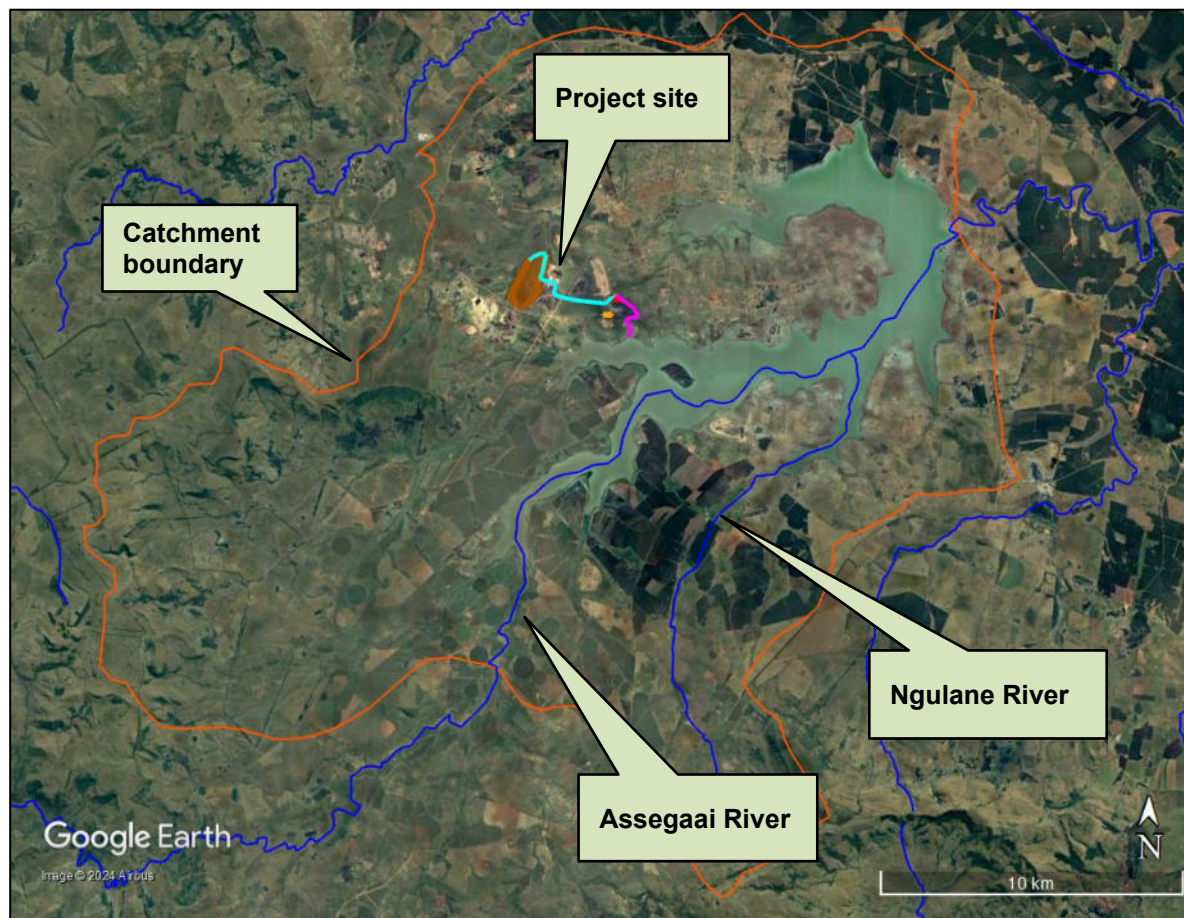 Project site
Catchment
boundary
Ngulane River
Assegaai River
Google Earth
Image © 2024 Airbus
N
10 km